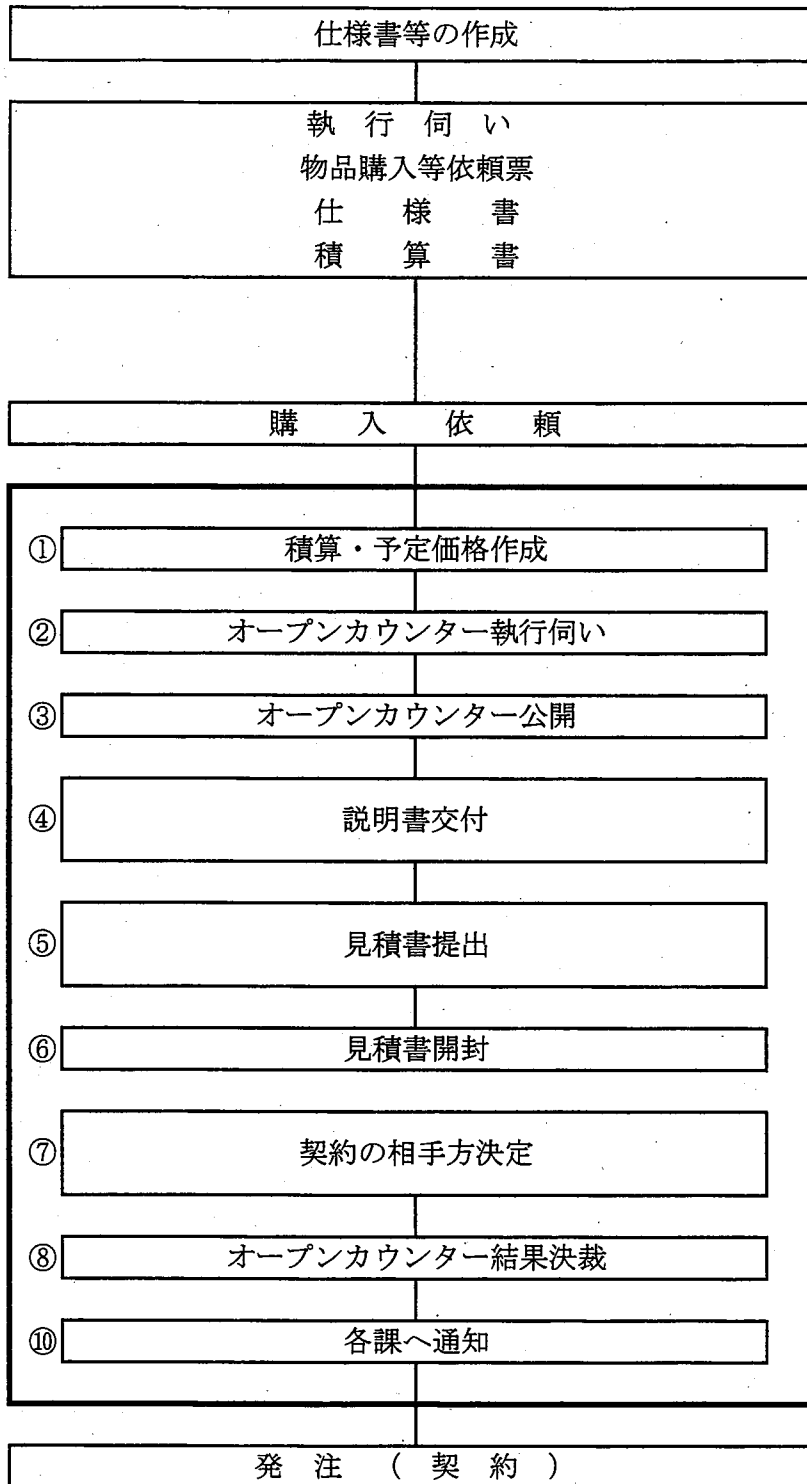 仕様書等の作成
執行伺い
物品購入等依頼票
仕様書
積算書
購入依頼
① 積算・予定価格作成
② オープンカウンター執行伺い
③ オープンカウンター公開
④ 説明書交付
⑤ 見積書提出
⑥ 見積書開封
⑦ 契約の相手方決定
⑧ オープンカウンター結果決裁
⑩ 各課へ通知
発注(契約)